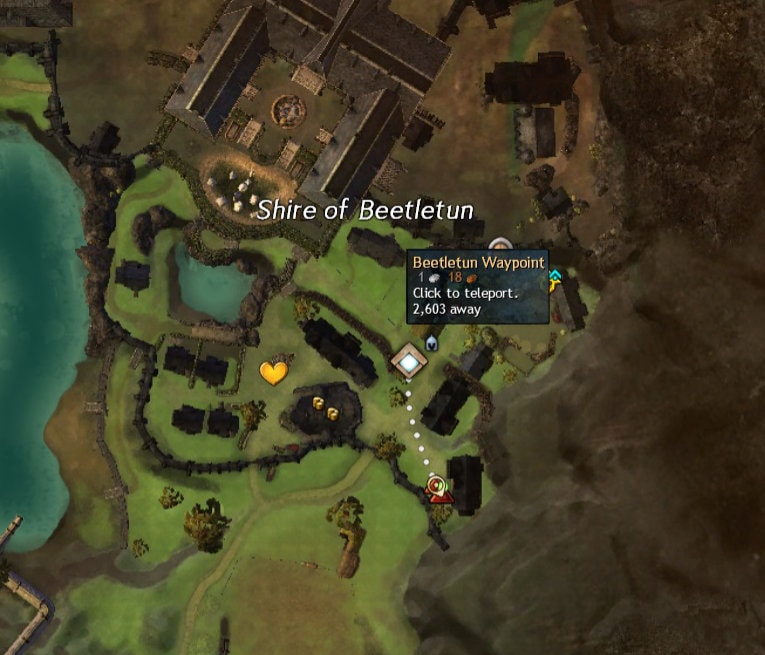 Shire of Beetletun
Beetletun Waypoint
1 18
Click to teleport.
2,603 away